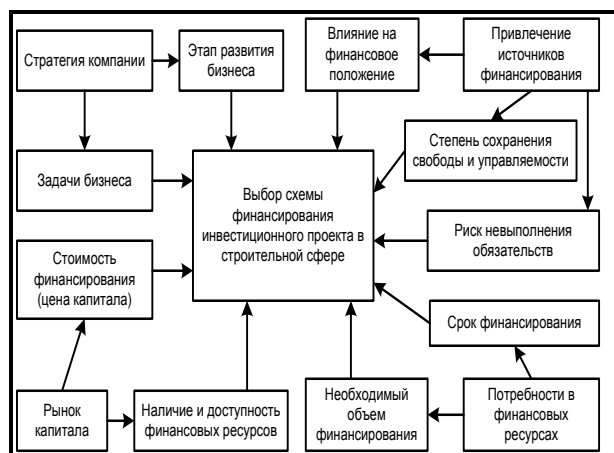 Стратегия компании
Этап развития
бизнеса
Влияние на
финансовое
положение
Привлечение
источников
финансирования
Степень сохранения
свободы и управляемости
Задачи бизнеса
Выбор схемы
финансирования
инвестиционного проекта в
строительной сфере
Риск невыполнения
обязательств
Стоимость
финансирования
(цена капитала)
Срок финансирования
Рынок
капитала
Наличие и доступность
финансовых ресурсов
Необходимый
объем
финансирования
Потребности в
финансовых
ресурсах